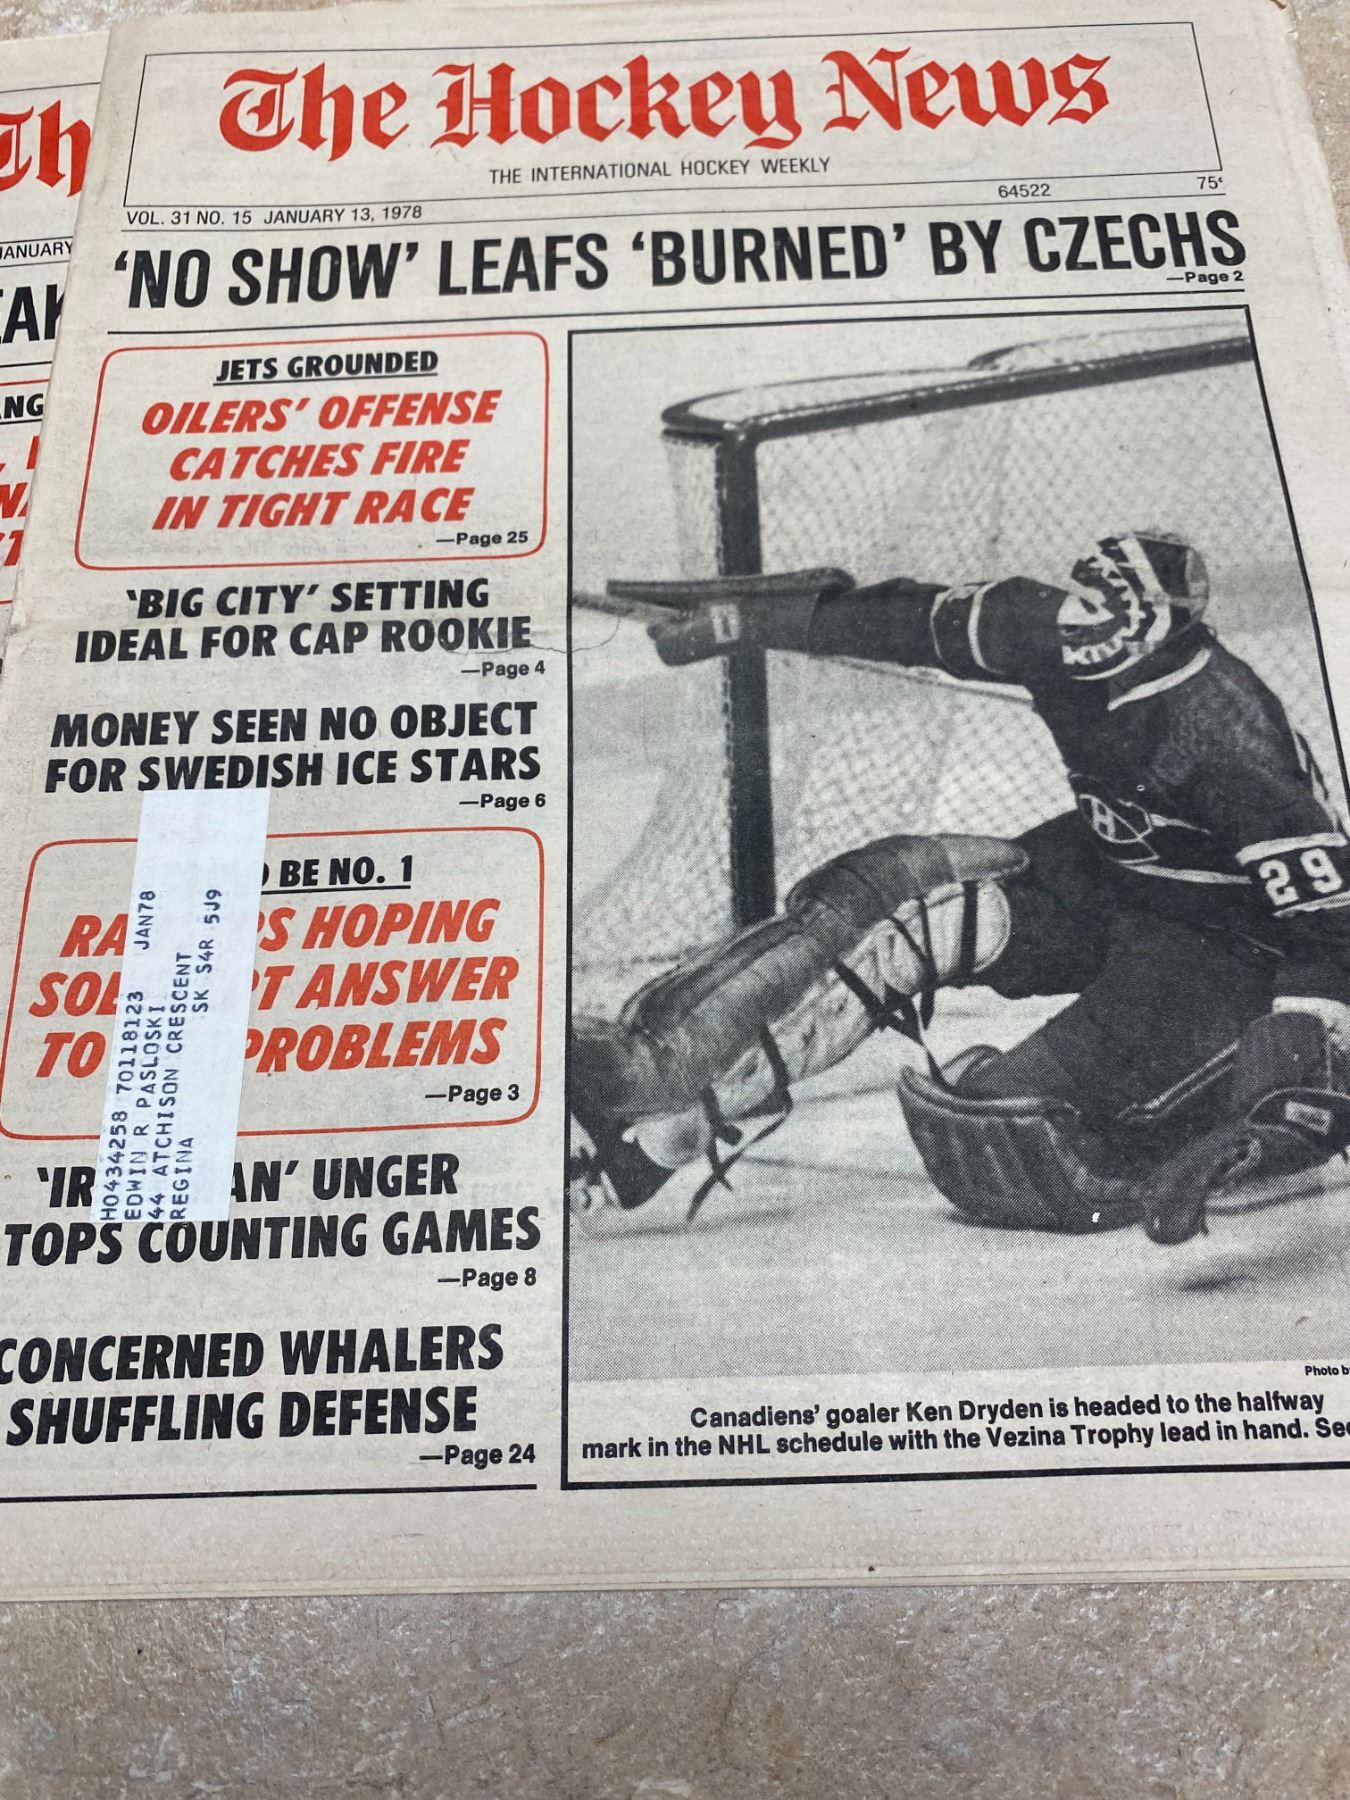 The Hockey News
THE INTERNATIONAL HOCKEY WEEKLY
64522
75¢
VOL. 31 NO. 15 JANUARY 13, 1978
‘NO SHOW’ LEAFS ‘BURNED’ BY CZECHS
—Page 2
JETS GROUNDED
OILERS’ OFFENSE
CATCHES FIRE
IN TIGHT RACE
—Page 25
‘BIG CITY’ SETTING
IDEAL FOR CAP ROOKIE
—Page 4
MONEY SEEN NO OBJECT
FOR SWEDISH ICE STARS
—Page 6
BE NO. 1
HOPING
ANSWER
TO PROBLEMS
—Page 3
H0434258 70118123 JAN78
EDWIN R PASLOSKI
44 ATCHISON CRESCENT
REGINA SK S4R 5J9
UNGER
TOPS COUNTING GAMES
—Page 8
CONCERNED WHALERS
SHUFFLING DEFENSE
—Page 24
29
Photo
Canadiens’ goaler Ken Dryden is headed to the halfway
mark in the NHL schedule with the Vezina Trophy lead in hand. See
Th
JANUARY